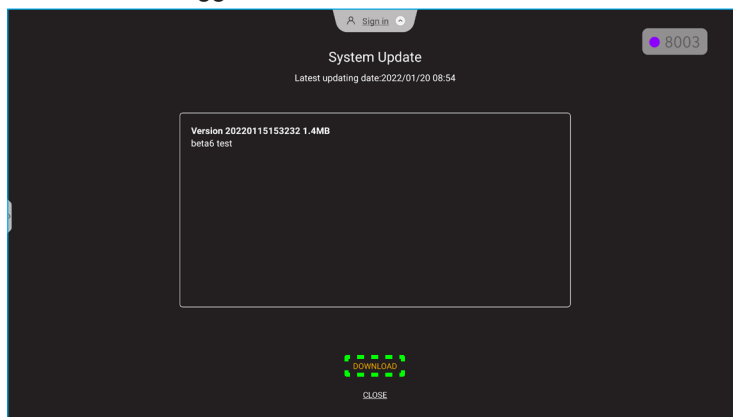 Sign in
8003
System Update
Latest updating date:2022/01/20 08:54
Version 20220115153232 1.4MB
beta6 test
DOWNLOAD
CLOSE